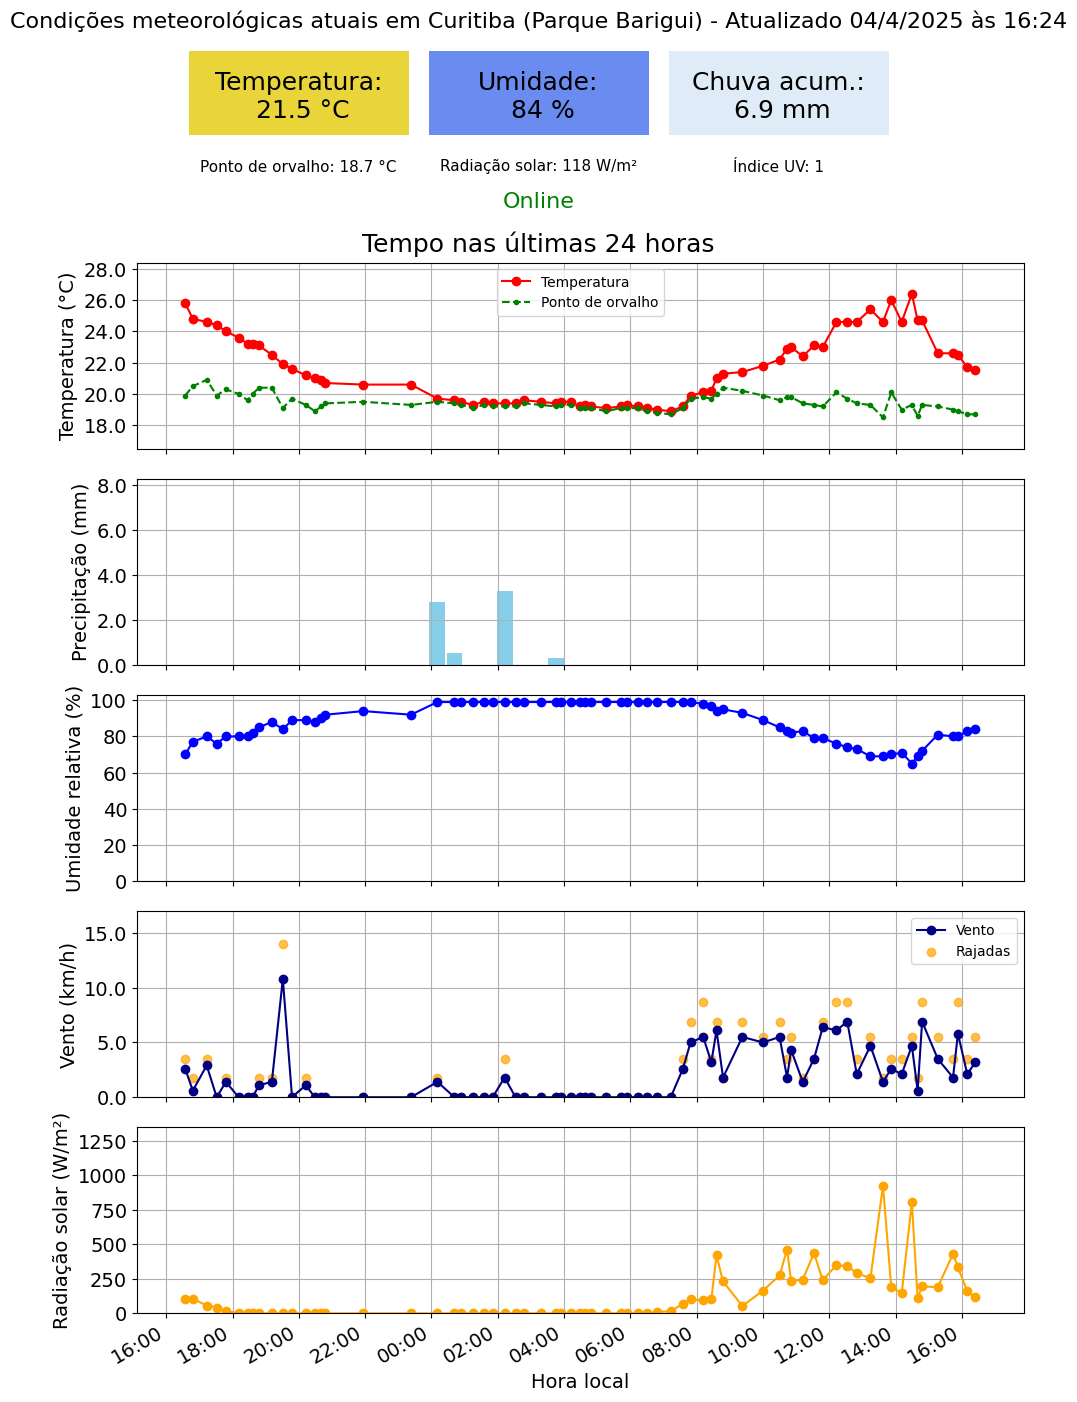 Condições meteorológicas atuais em Curitiba (Parque Barigui) - Atualizado 04/4/2025 às 16:24
Temperatura:
21.5 °C
Umidade:
84 %
Chuva acum.:
6.9 mm
Ponto de orvalho: 18.7 °C
Radiação solar: 118 W/m²
Índice UV: 1
Online
Tempo nas últimas 24 horas
Temperatura (°C)
28.0
26.0
24.0
22.0
20.0
18.0
Temperatura
Ponto de orvalho
Precipitação (mm)
8.0
6.0
4.0
2.0
0.0
Umidade relativa (%)
100
80
60
40
20
0
Vento (km/h)
15.0
10.0
5.0
0.0
Vento
Rajadas
Radiação solar (W/m²)
1250
1000
750
500
250
0
16:00
18:00
20:00
22:00
00:00
02:00
04:00
06:00
08:00
10:00
12:00
14:00
16:00
Hora local